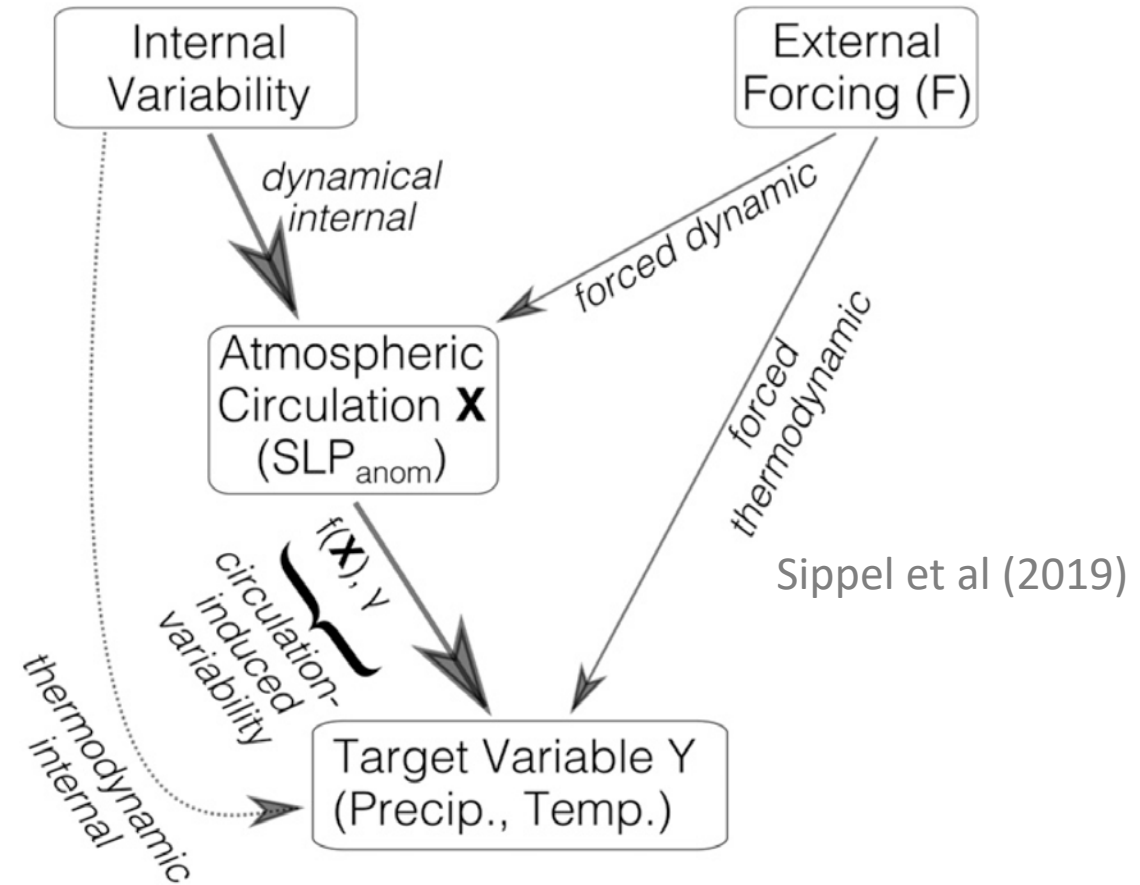 Internal
Variability
External
Forcing (F)
dynamical
internal
forced dynamic
forced
thermodynamic
Atmospheric
Circulation X
(SLPanom)
f(X), γ
circulation-
induced
variability
Sippel et al (2019)
thermodynamic
internal
Target Variable Y
(Precip., Temp.)